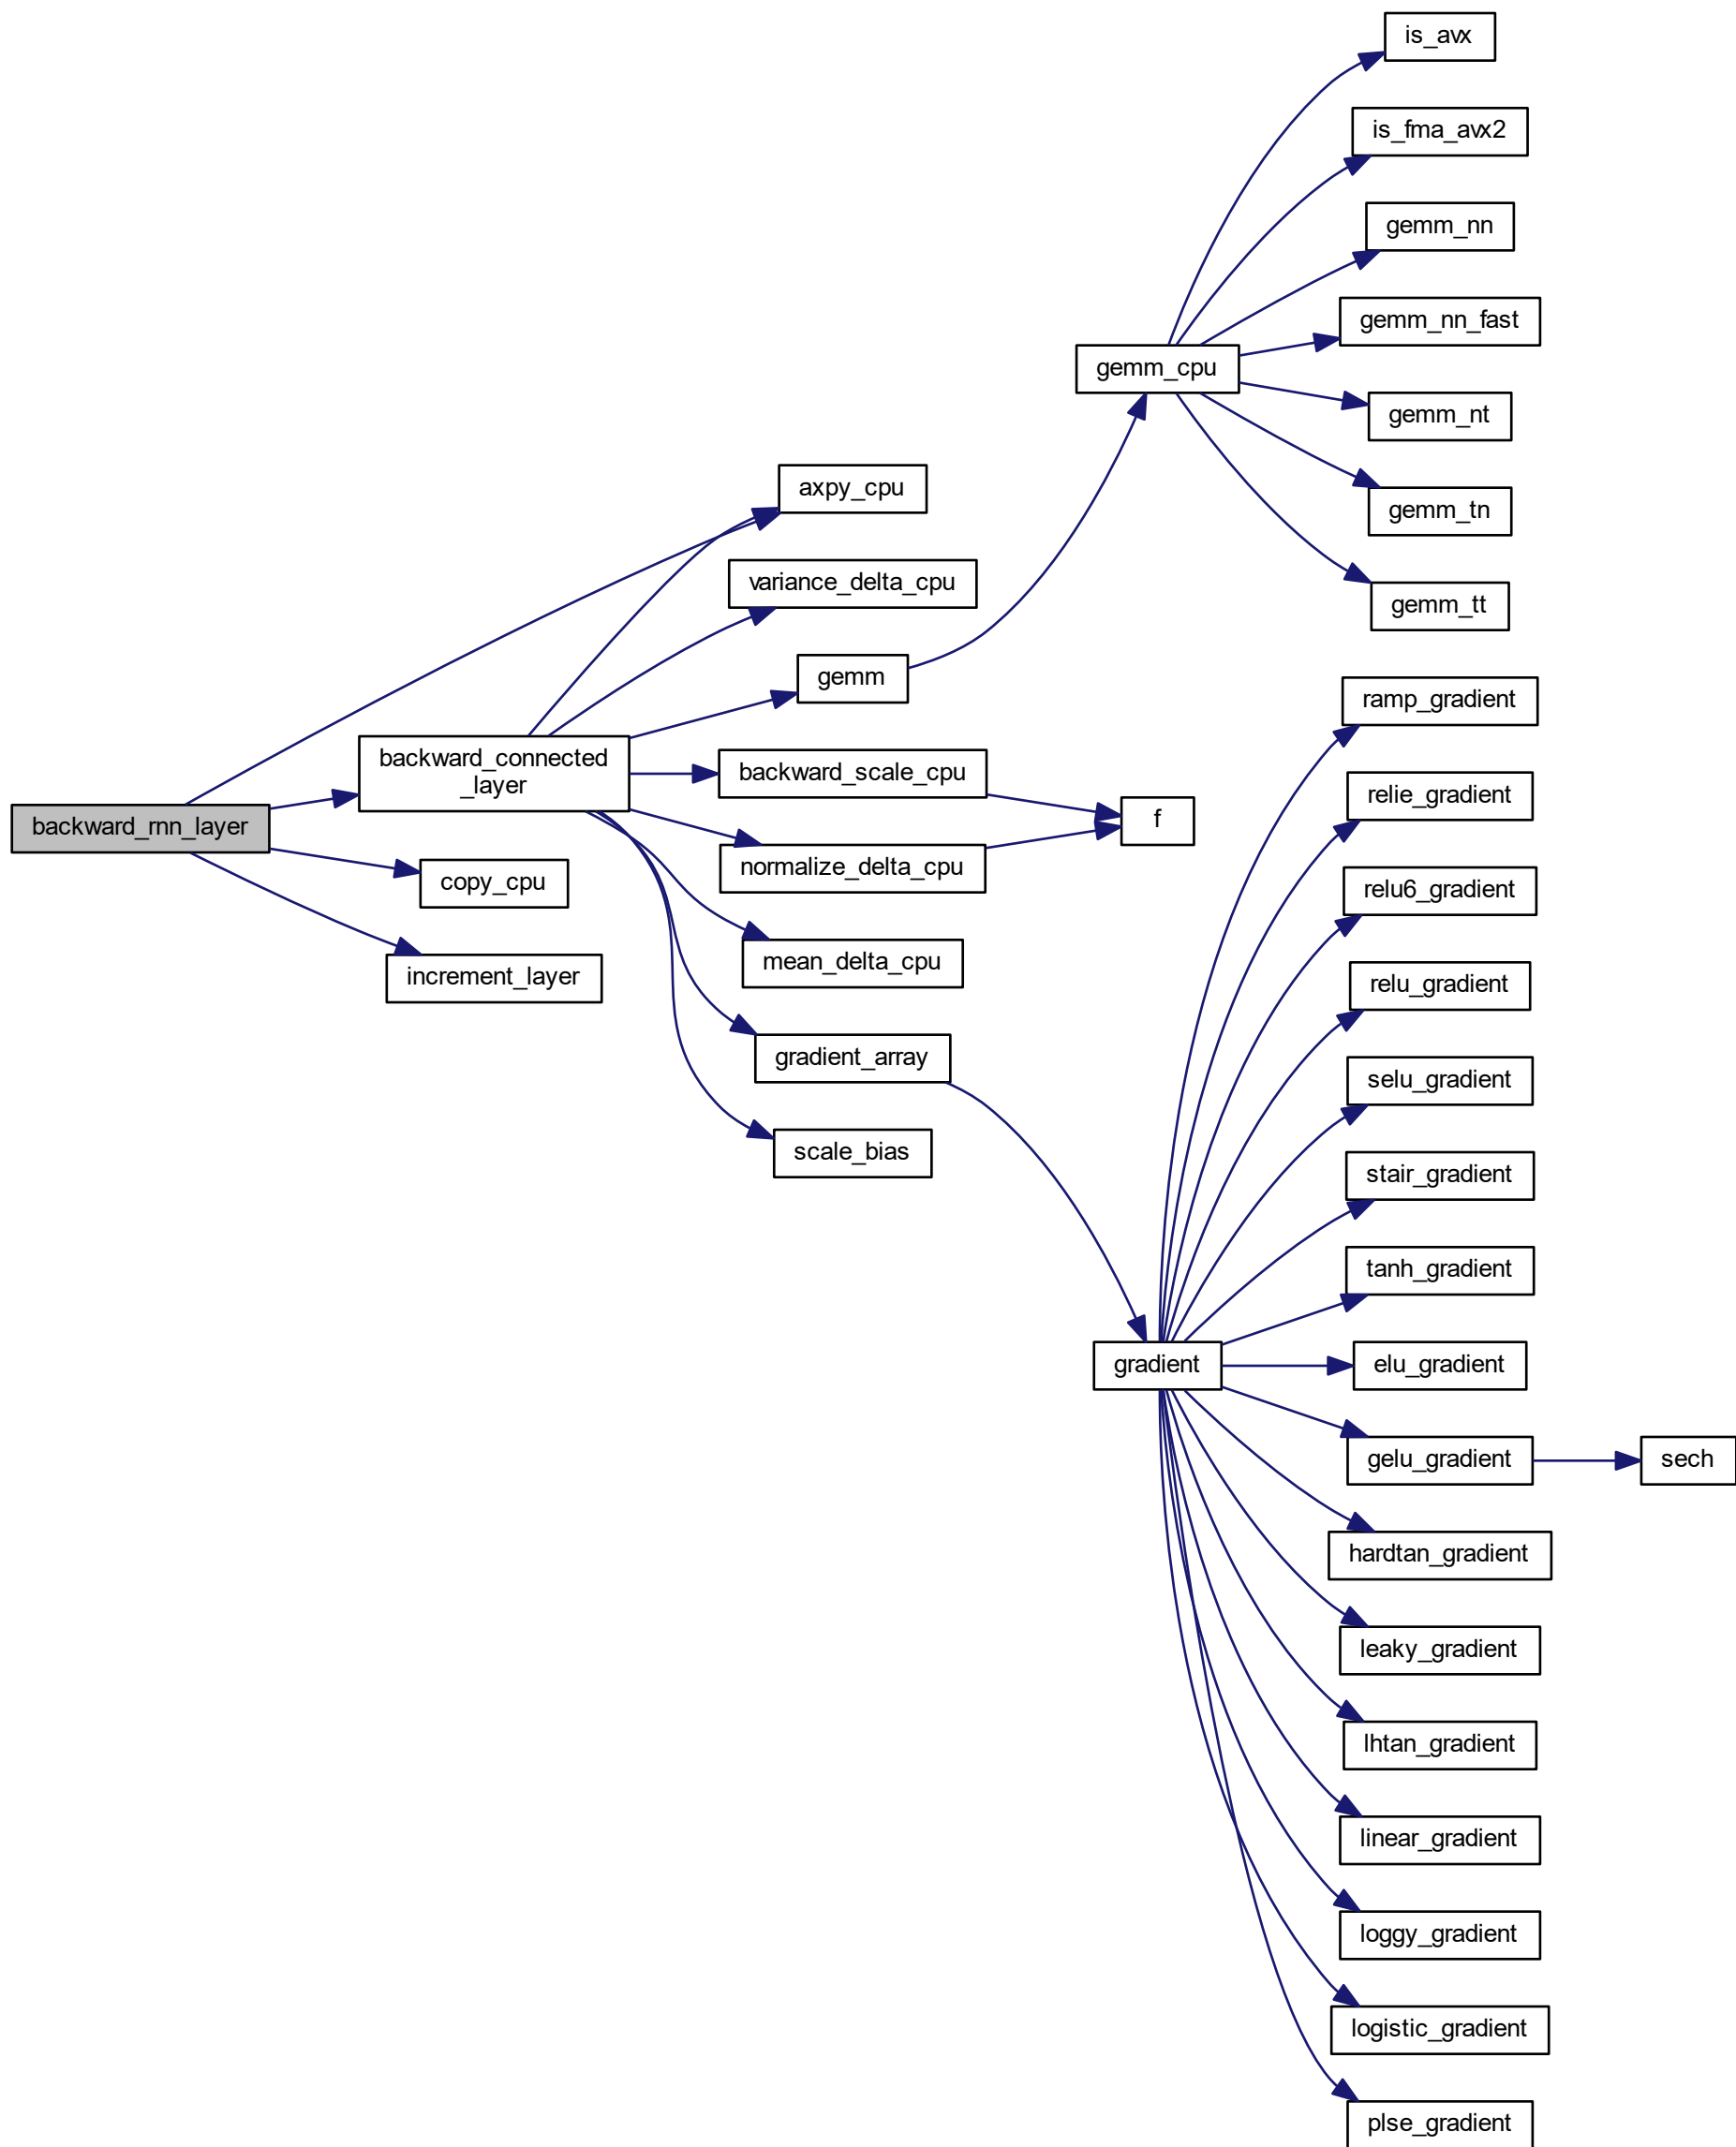 is_avx
is_fma_avx2
gemm_nn
gemm_nn_fast
gemm_cpu
gemm_nt
axpy_cpu
gemm_tn
variance_delta_cpu
gemm_tt
gemm
ramp_gradient
backward_connected
_layer
backward_scale_cpu
relie_gradient
f
backward_rnn_layer
normalize_delta_cpu
copy_cpu
relu6_gradient
mean_delta_cpu
increment_layer
relu_gradient
gradient_array
selu_gradient
scale_bias
stair_gradient
tanh_gradient
gradient
elu_gradient
gelu_gradient
sech
hardtan_gradient
leaky_gradient
lhtan_gradient
linear_gradient
loggy_gradient
logistic_gradient
plse_gradient